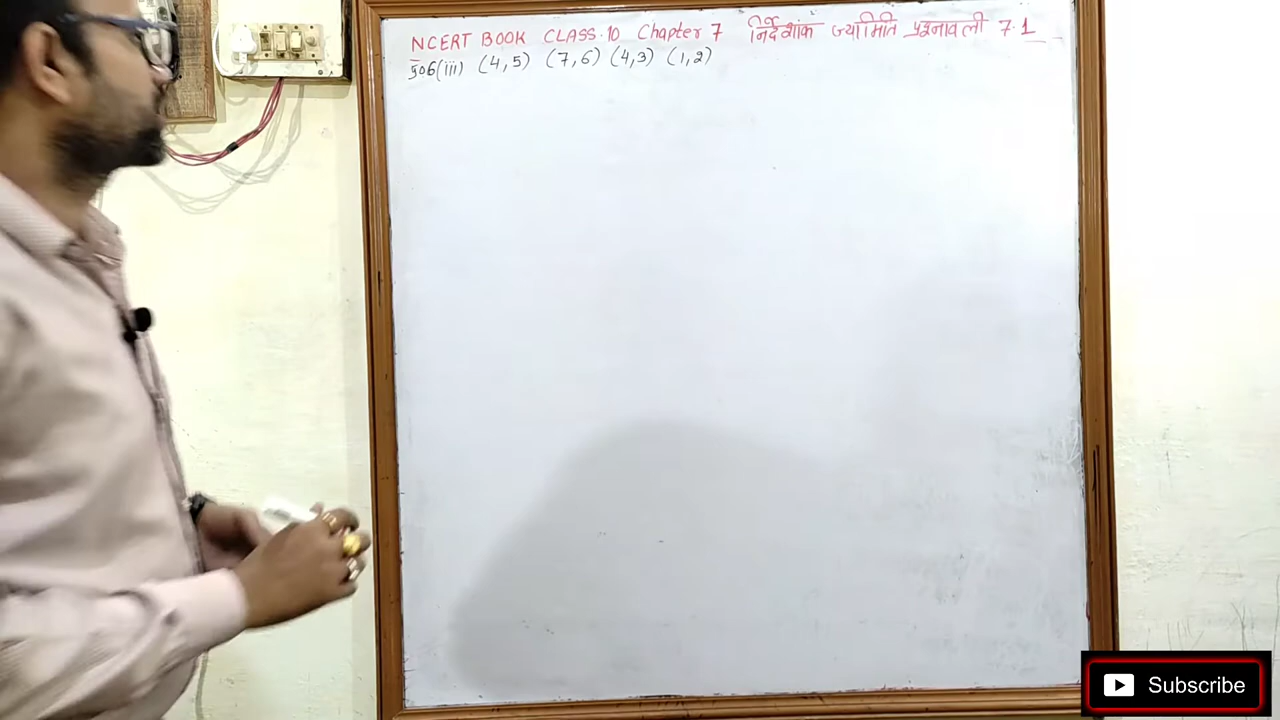 NCERT BOOK CLASS.10 Chapter 7 निर्देशांक ज्यामिति प्रश्नावली 7.1
प्र०6(iii) (4,5) (7,6) (4,3) (1,2)
Subscribe